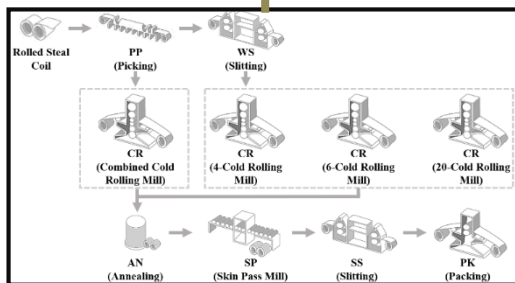 Rolled Steal
Coil
PP
(Picking)
WS
(Slitting)
CR
(Combined Cold
Rolling Mill)
CR
(4-Cold Rolling
Mill)
CR
(6-Cold Rolling
Mill)
CR
(20-Cold Rolling
Mill)
AN
(Annealing)
SP
(Skin Pass Mill)
SS
(Slitting)
PK
(Packing)